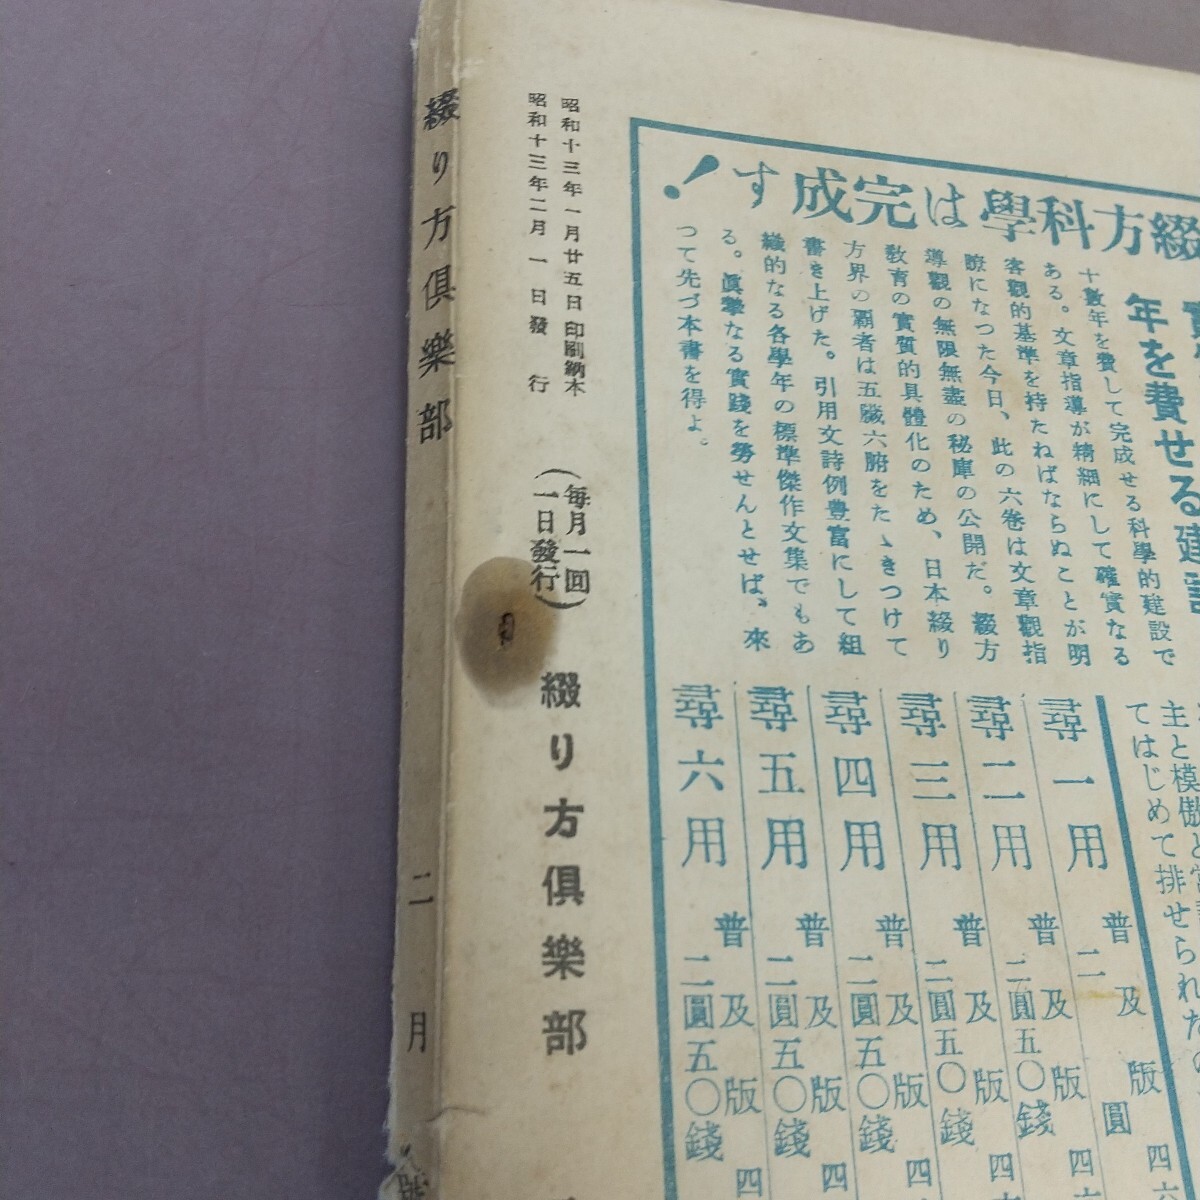 綴方科學は完成す!
年を費せる建
十數年を費して完成せる科學的建設で
ある。文章指導が精細にして確實なる
客觀的基準を持たねばならぬことが明
瞭になつた今日、此の六卷は文章觀指
導觀の無限無盡の秘庫の公開だ。綴方
教育の實質的具體化のため、日本綴り
方界の覇者は五臟六腑をたゝきつけて
書き上げた。引用文詩例豊富にして組
織的なる各學年の標準傑作文集でもあ
る。眞摯なる實踐を勞せんとせば、來
つて先づ本書を得よ。
主と模倣と
てはじめて排せられたの
尋一用 普及版 二圓
尋二用 普及版 二圓五〇錢
尋三用 普及版 二圓五〇錢
尋四用 普及版 二圓五〇錢
尋五用 普及版 二圓五〇錢
尋六用 普及版 二圓五〇錢
昭和十三年一月廿五日印刷納本
昭和十三年二月一日發行
(毎月一回
一日發行)
綴り方倶樂部
綴り方倶樂部 二月